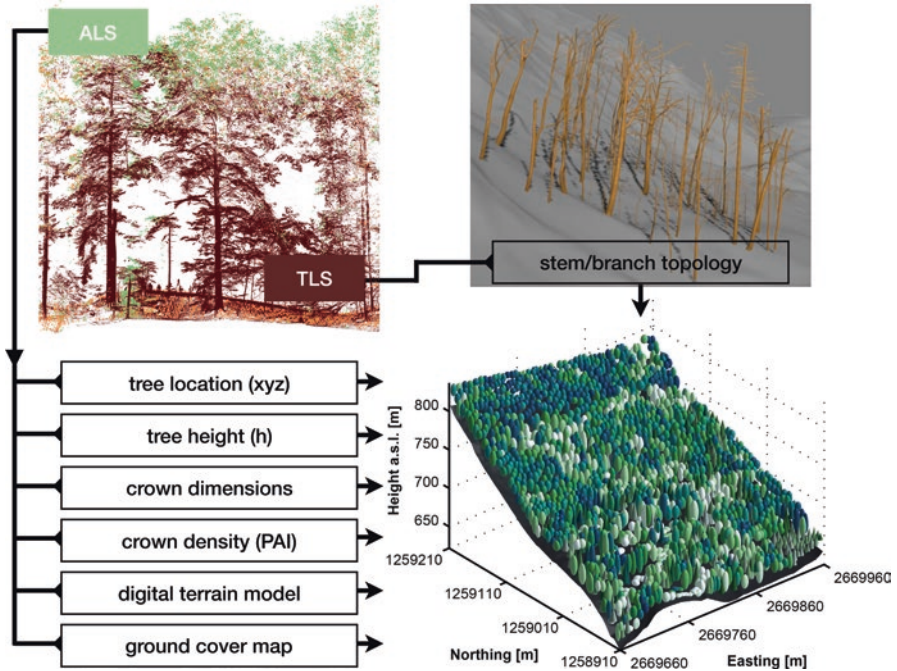 ALS
TLS
stem/branch topology
tree location (xyz)
tree height (h)
crown dimensions
crown density (PAI)
digital terrain model
ground cover map
Height a.s.l. [m]
800
750
700
650
1259210
1259110
1259010
1258910
Northing [m]
2669660
2669760
2669860
2669960
Easting [m]